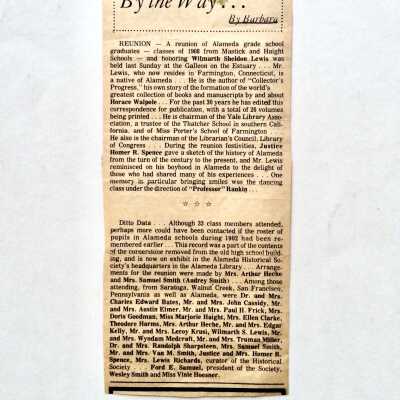 By the Way . . .
By Barbara
REUNION — A reunion of Alameda grade school
graduates — classes of 1908 from Mastick and Haight
Schools — and honoring Wilmarth Sheldon Lewis was
held last Sunday at the Galleon on the Estuary . . . Mr.
Lewis, who now resides in Farmington, Connecticut, is
a native of Alameda . . . He is the author of "Collector's
Progress," his own story of the formation of the world's
greatest collection of books and manuscripts by and about
Horace Walpole . . . For the past 30 years he has edited this
correspondence for publication, with a total of 26 volumes
being printed . . . He is chairman of the Yale Library Asso-
ciation, a trustee of the Thatcher School in southern Califor-
nia, and of Miss Porter's School of Farmington . . .
He also is the chairman of the Librarian's Council, Library
of Congress . . . During the reunion festivities, Justice
Homer R. Spence gave a sketch of the history of Alameda
from the turn of the century to the present, and Mr. Lewis
reminisced on his boyhood in Alameda to the delight of
those who had shared many of his experiences . . . One
memory in particular bringing smiles was the dancing
class under the direction of "Professor" Rankin . . .
☆ ☆ ☆
Ditto Data . . . Although 33 class members attended,
perhaps more could have been contacted if the roster of
pupils in Alameda schools during 1902 had been re-
membered earlier . . . This record was a part of the contents
of the cornerstone removed from the old high school build-
ing, and is now on exhibit in the Alameda Historical So-
ciety's headquarters in the Alameda Library . . . Arrange-
ments for the reunion were made by Mrs. Arthur Heche
and Mrs. Samuel Smith (Audrey Smith) . . . Among those
attending, from Saratoga, Walnut Creek, San Francisco,
Pennsylvania as well as Alameda, were Dr. and Mrs.
Charles Edward Bates, Mr. and Mrs. John Cassidy, Mr.
and Mrs. Austin Elmer, Mr. and Mrs. Paul H. Frick, Mrs.
Doris Goodman, Miss Marjorie Haight, Mrs. Ellen Clarke,
Theodore Harms, Mrs. Arthur Heche, Mr. and Mrs. Edgar
Kelly, Mr. and Mrs. Leroy Krusi, Wilmarth S. Lewis, Mr.
and Mrs. Wyndam Medcraft, Mr. and Mrs. Truman Miller,
Dr. and Mrs. Randolph Sharpsteen, Mrs. Samuel Smith,
Mr. and Mrs. Van M. Smith, Justice and Mrs. Homer R.
Spence, Mrs. Lewis Richards, curator of the Historical
Society . . . Ford E. Samuel, president of the Society,
Wesley Smith and Miss Vinie Hoesner.